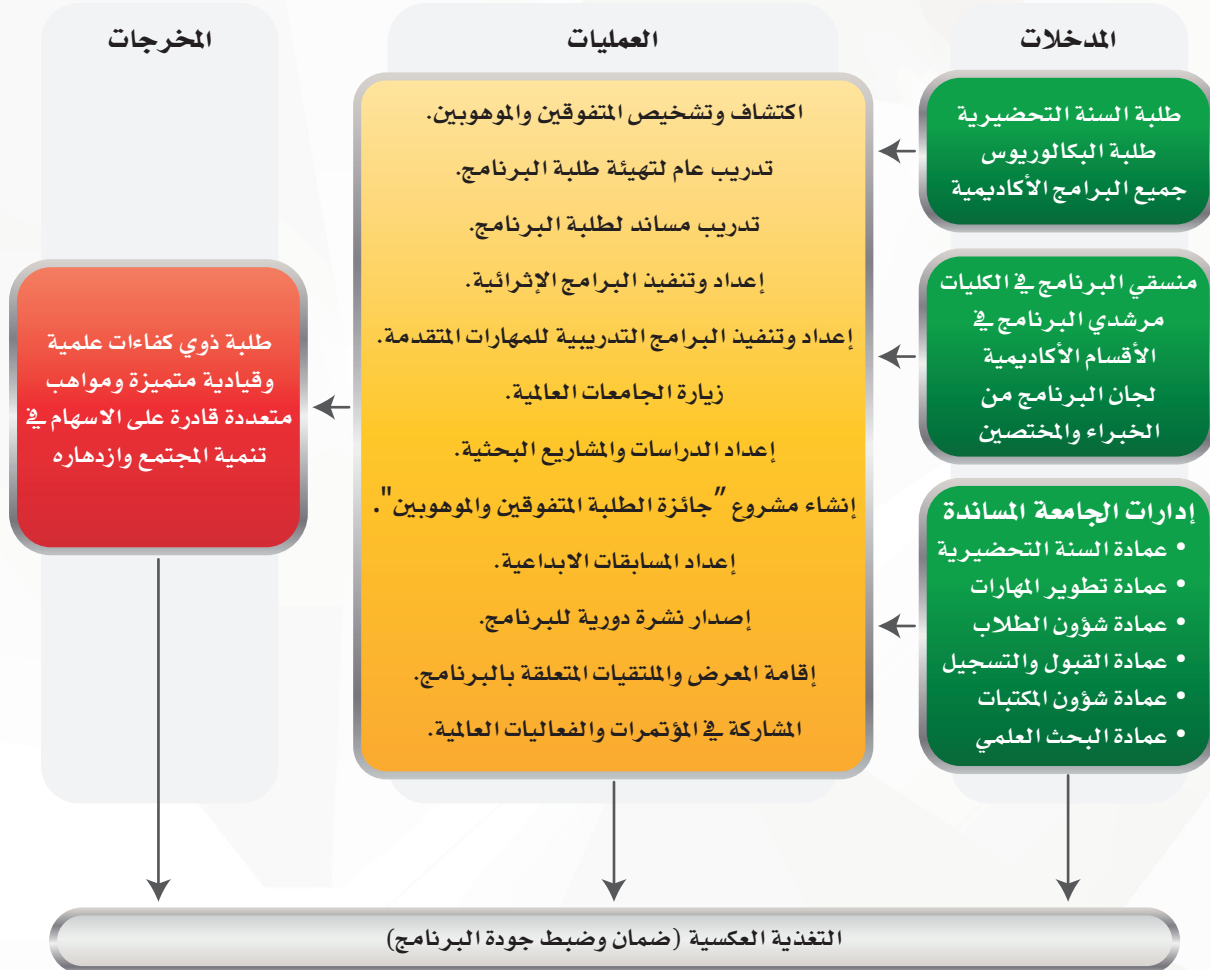 المدخلات
طلبة السنة التحضيرية
طلبة البكالوريوس
جميع البرامج الأكاديمية
منسقي البرنامج في الكليات
مرشدي البرنامج في
الأقسام الأكاديمية
لجان البرنامج من
الخبراء والمختصين
إدارات الجامعة المساندة
• عمادة السنة التحضيرية
• عمادة تطوير المهارات
• عمادة شؤون الطلاب
• عمادة القبول والتسجيل
• عمادة شؤون المكتبات
• عمادة البحث العلمي
العمليات
اكتشاف وتشخيص المتفوقين والموهوبين.
تدريب عام لتهيئة طلبة البرنامج.
تدريب مساند لطلبة البرنامج.
إعداد وتنفيذ البرامج الإثرائية.
إعداد وتنفيذ البرامج التدريبية للمهارات المتقدمة.
زيارة الجامعات العالمية.
إعداد الدراسات والمشاريع البحثية.
إنشاء مشروع "جائزة الطلبة المتفوقين والموهوبين".
إعداد المسابقات الابداعية.
إصدار نشرة دورية للبرنامج.
إقامة المعرض والملتقيات المتعلقة بالبرنامج.
المشاركة في المؤتمرات والفعاليات العالمية.
المخرجات
طلبة ذوي كفاءات علمية
وقيادية متميزة ومواهب
متعددة قادرة على الاسهام في
تنمية المجتمع وازدهاره
التغذية العكسية (ضمان وضبط جودة البرنامج)